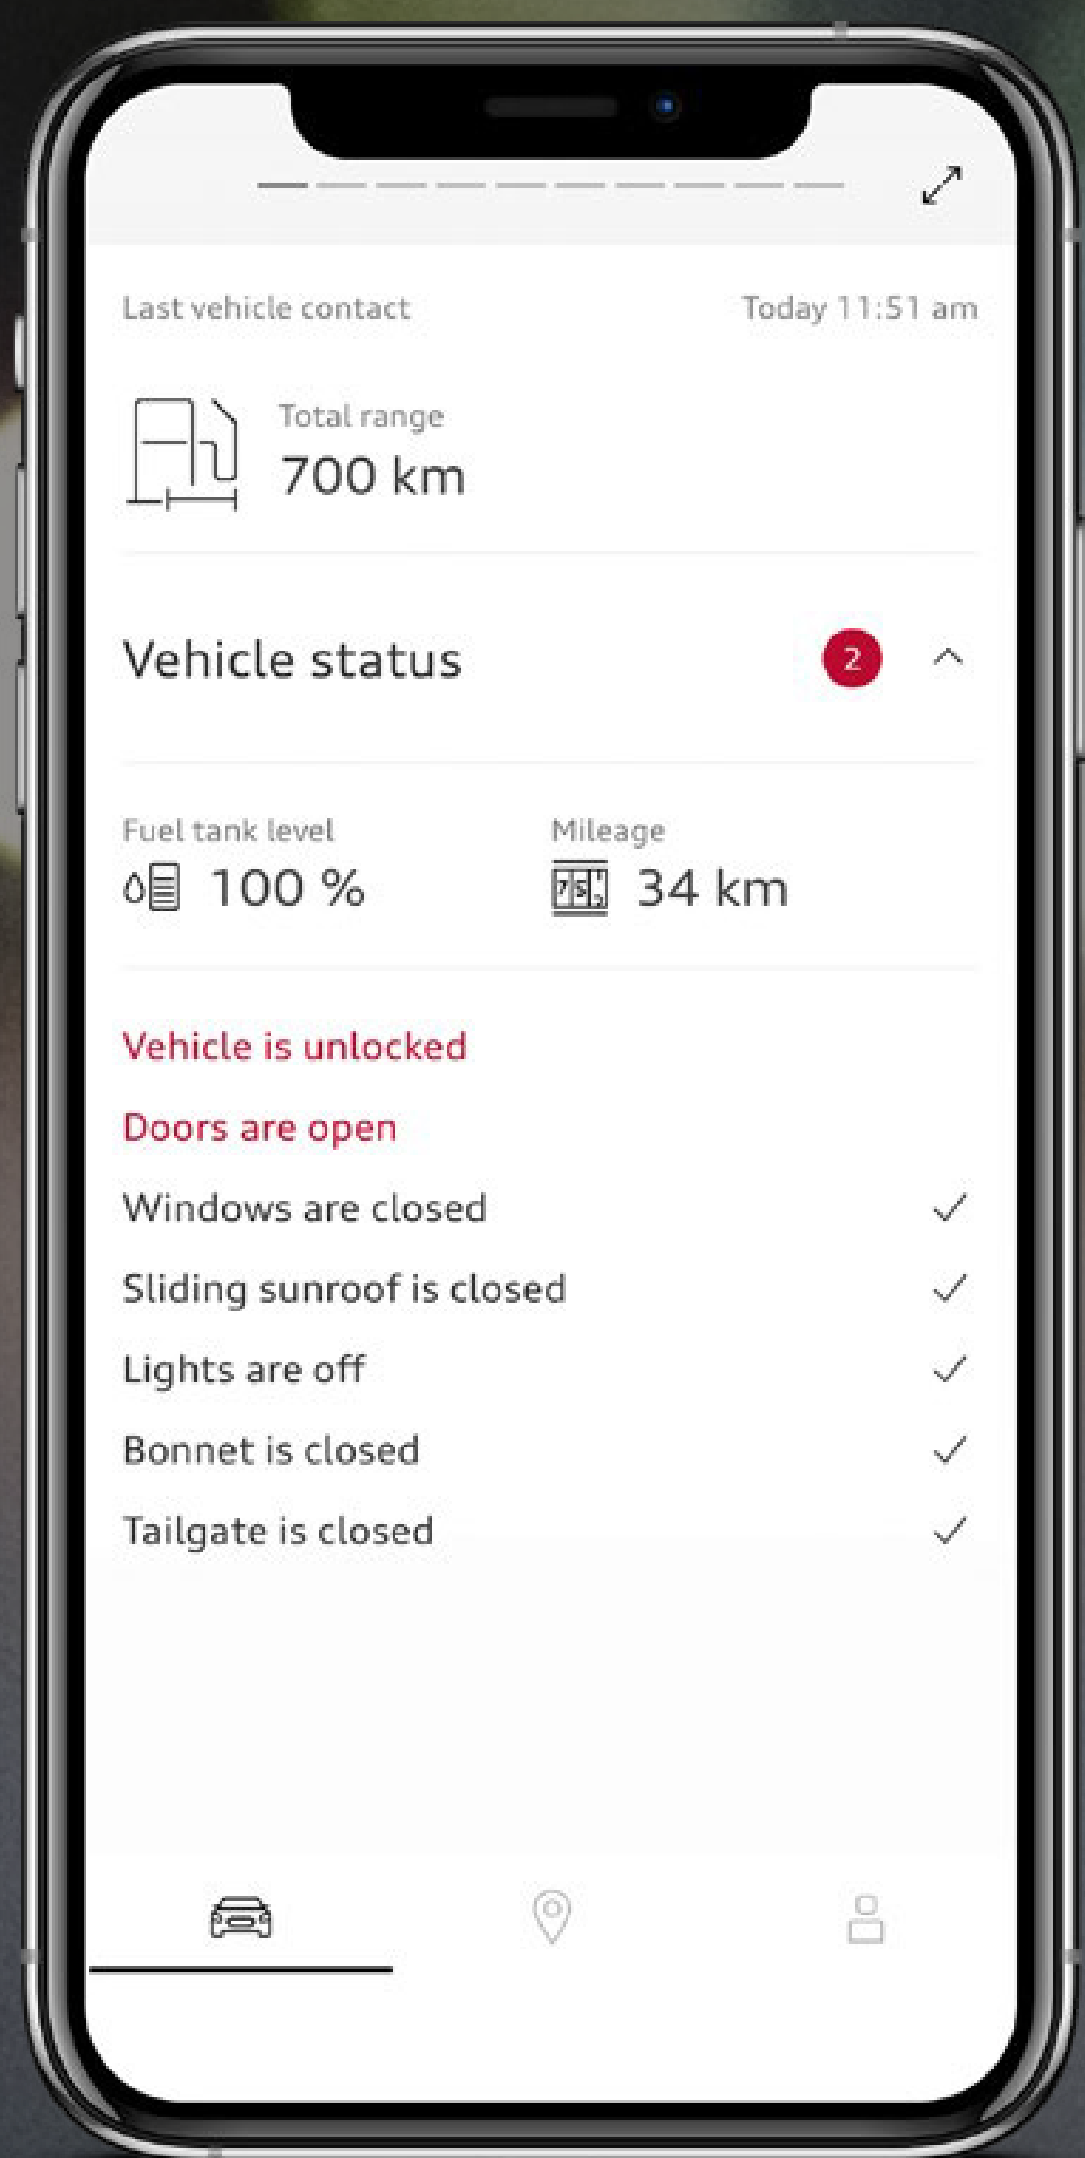 Last vehicle contact Today 11:51 am
Total range
700 km
Vehicle status 2
Fuel tank level Mileage
100 % 34 km
Vehicle is unlocked
Doors are open
Windows are closed
Sliding sunroof is closed
Lights are off
Bonnet is closed
Tailgate is closed